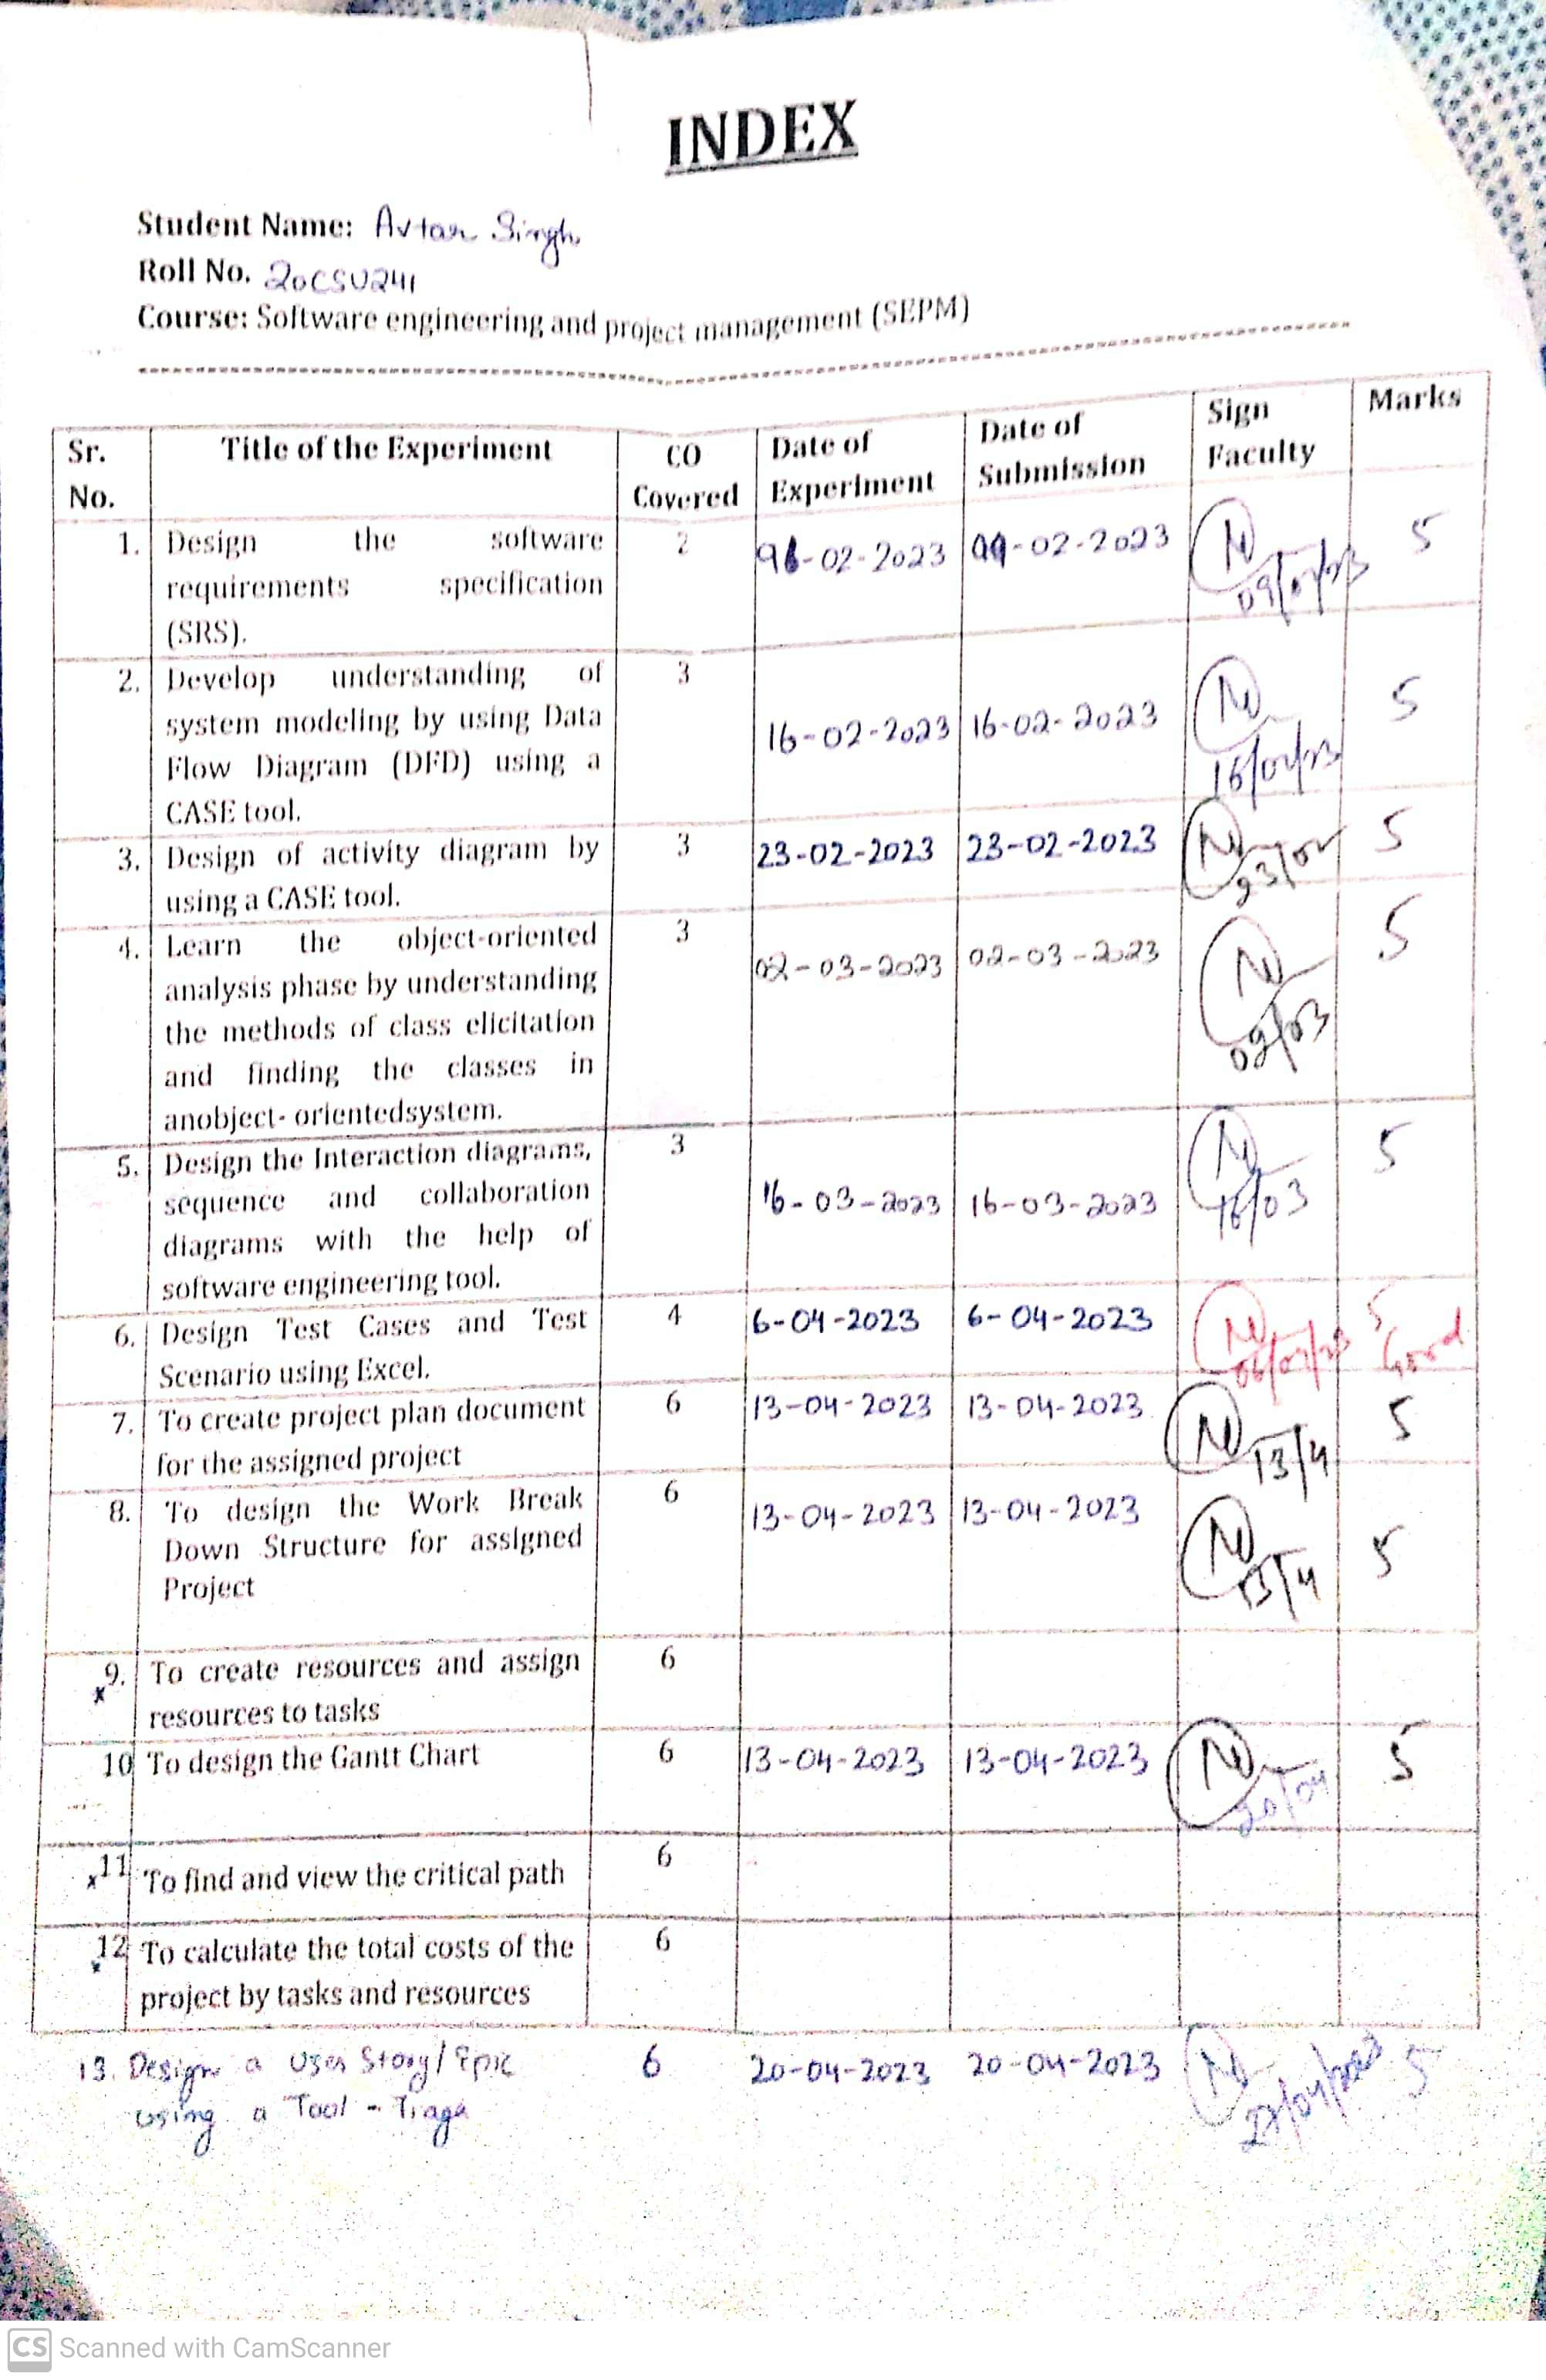 INDEX
Student Name: Avtar Singh
Roll No. 20CSU241
Course: Software engineering and project management (SEPM)
Sr. No. Title of the Experiment CO Covered Date of Experiment Date of Submission Sign Faculty Marks
1. Design the software 2 -02-2023 09-02-2023 5
requirements specification 09/02/23
(SRS).
2. Develop understanding of 3 5
system modeling by using Data 16-02-2023 16-02-2023
Flow Diagram (DFD) using a 16/02/23
CASE tool.
3. Design of activity diagram by 3 23-02-2023 23-02-2023 5
using a CASE tool. 23/02
4. Learn the object-oriented 3 02-03-2023 02-03-2023 5
analysis phase by understanding
the methods of class elicitation
and finding the classes in 02/03
anobject- orientedsystem.
5. Design the Interaction diagrams, 3 5
sequence and collaboration 16-03-2023 16-03-2023 16/03
diagrams with the help of
software engineering tool.
6. Design Test Cases and Test 4 6-04-2023 6-04-2023 5
Scenario using Excel. Good
7. To create project plan document 6 13-04-2023 13-04-2023 5
for the assigned project 13/4
8. To design the Work Break 6 13-04-2023 13-04-2023 5
Down Structure for assigned 13/4
Project
x 9. To create resources and assign 6
resources to tasks
10 To design the Gantt Chart 6 13-04-2023 13-04-2023 5
20/04
x 11 To find and view the critical path 6
x 12 To calculate the total costs of the 6
project by tasks and resources
13. Design a User Story/Epic 6 20-04-2023 20-04-2023 5
using a Tool - Tiaga
CS Scanned with CamScanner